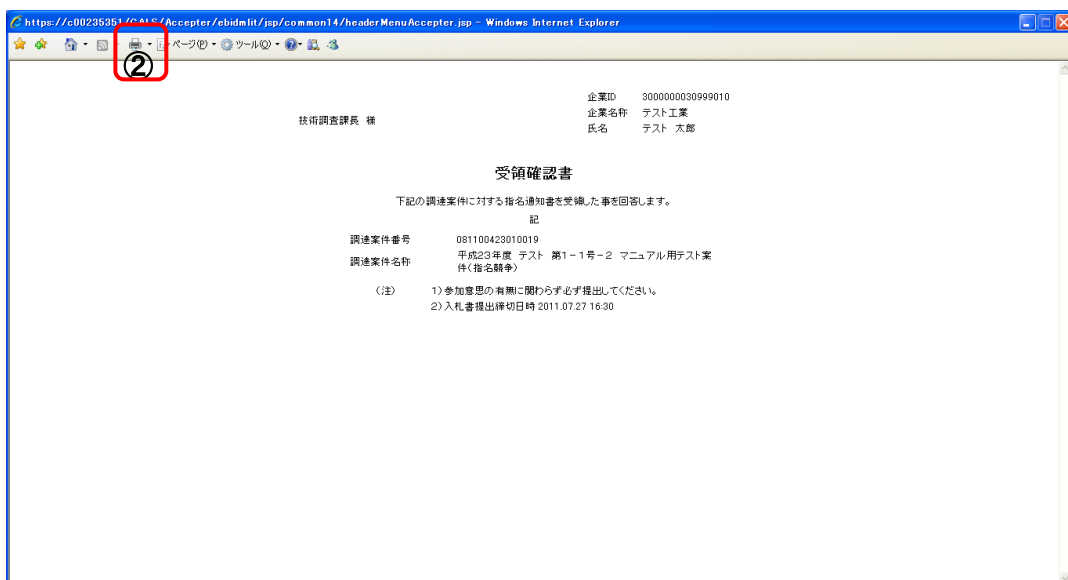 https://c00235351/CALS/Accepter/ebidmlit/jsp/common14/headerMenuAccepter.jsp - Windows Internet Explorer
ページ(P) ツール(O)
②
企業ID 3000000030999010
企業名称 テスト工業
技術調査課長 様
氏名 テスト 太郎
受領確認書
下記の調達案件に対する指名通知書を受領した事を回答します。
記
調達案件番号 081100423010019
調達案件名称 平成23年度 テスト 第1-1号-2 マニュアル用テスト案
件(指名競争)
(注) 1)参加意思の有無に関わらず必ず提出してください。
2)入札書提出締切日時 2011.07.27 16:30